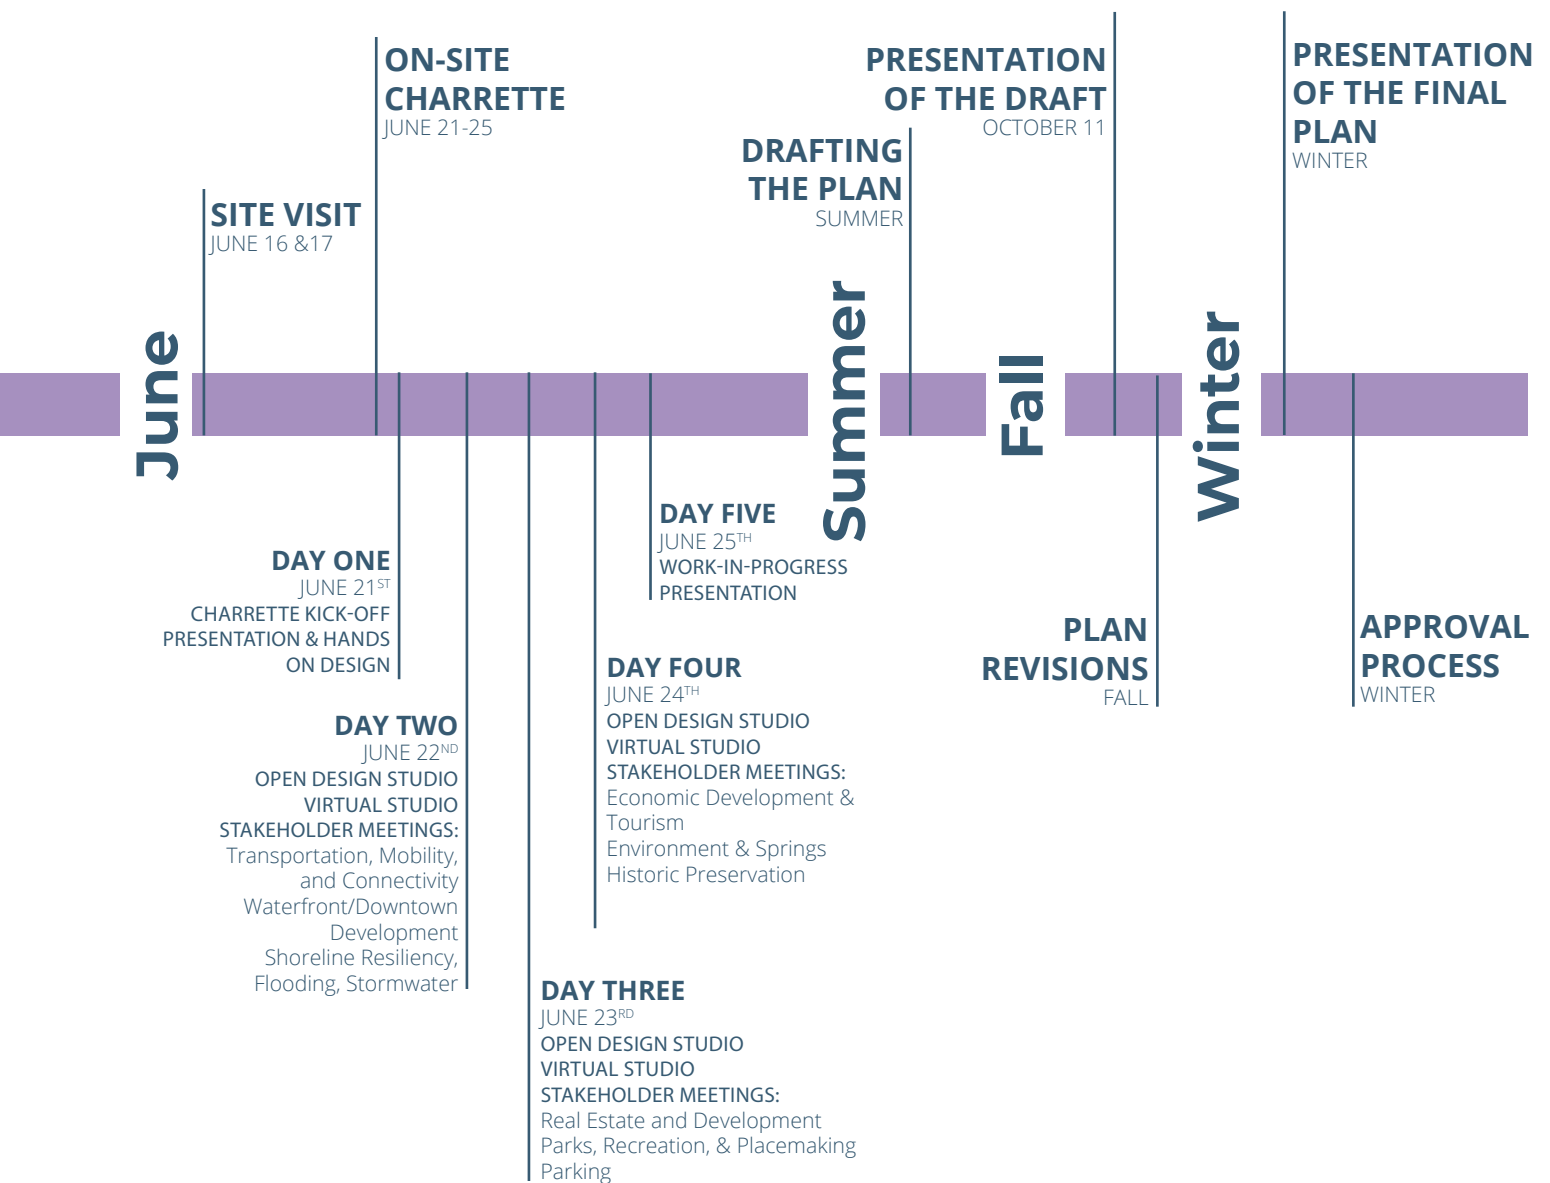 June
SITE VISIT
JUNE 16 &17
ON-SITE
CHARRETTE
JUNE 21-25
DAY ONE
JUNE 21ST
CHARRETTE KICK-OFF
PRESENTATION & HANDS
ON DESIGN
DAY TWO
JUNE 22ND
OPEN DESIGN STUDIO
VIRTUAL STUDIO
STAKEHOLDER MEETINGS:
Transportation, Mobility,
and Connectivity
Waterfront/Downtown
Development
Shoreline Resiliency,
Flooding, Stormwater
DAY THREE
JUNE 23RD
OPEN DESIGN STUDIO
VIRTUAL STUDIO
STAKEHOLDER MEETINGS:
Real Estate and Development
Parks, Recreation, & Placemaking
Parking
DAY FOUR
JUNE 24TH
OPEN DESIGN STUDIO
VIRTUAL STUDIO
STAKEHOLDER MEETINGS:
Economic Development &
Tourism
Environment & Springs
Historic Preservation
DAY FIVE
JUNE 25TH
WORK-IN-PROGRESS
PRESENTATION
Summer
DRAFTING
THE PLAN
SUMMER
Fall
PRESENTATION
OF THE DRAFT
OCTOBER 11
PLAN
REVISIONS
FALL
Winter
PRESENTATION
OF THE FINAL
PLAN
WINTER
APPROVAL
PROCESS
WINTER